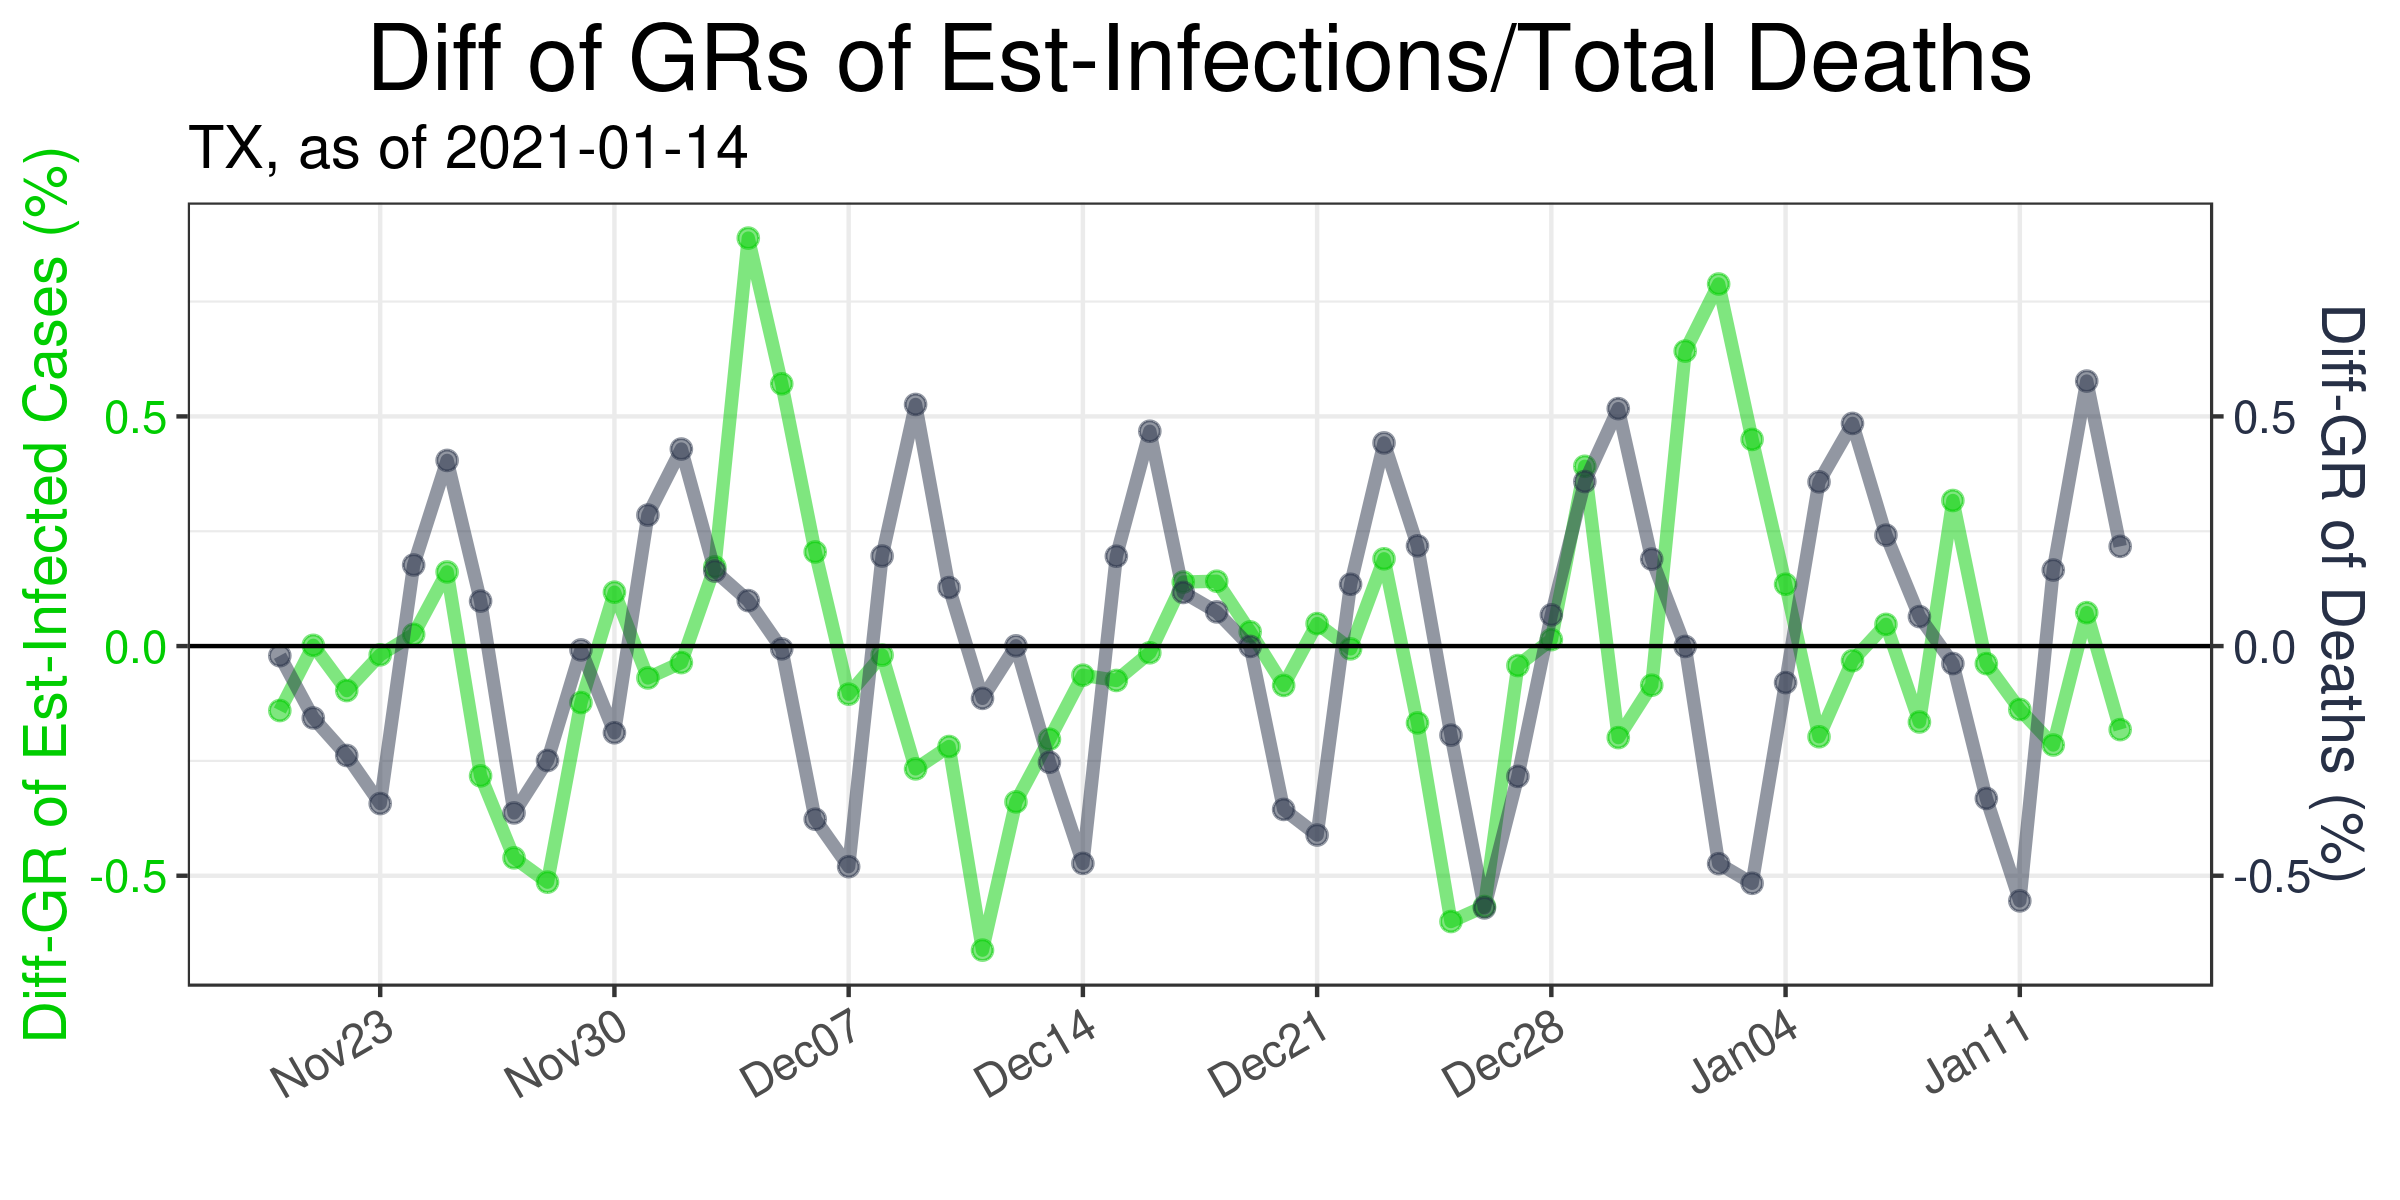 Diff of GRs of Est-Infections/Total Deaths
TX, as of 2021-01-14
Diff-GR of Est-Infected Cases (%)
0.5
0.0
-0.5
0.5
0.0
-0.5
Diff-GR of Deaths (%)
Nov23
Nov30
Dec07
Dec14
Dec21
Dec28
Jan04
Jan11